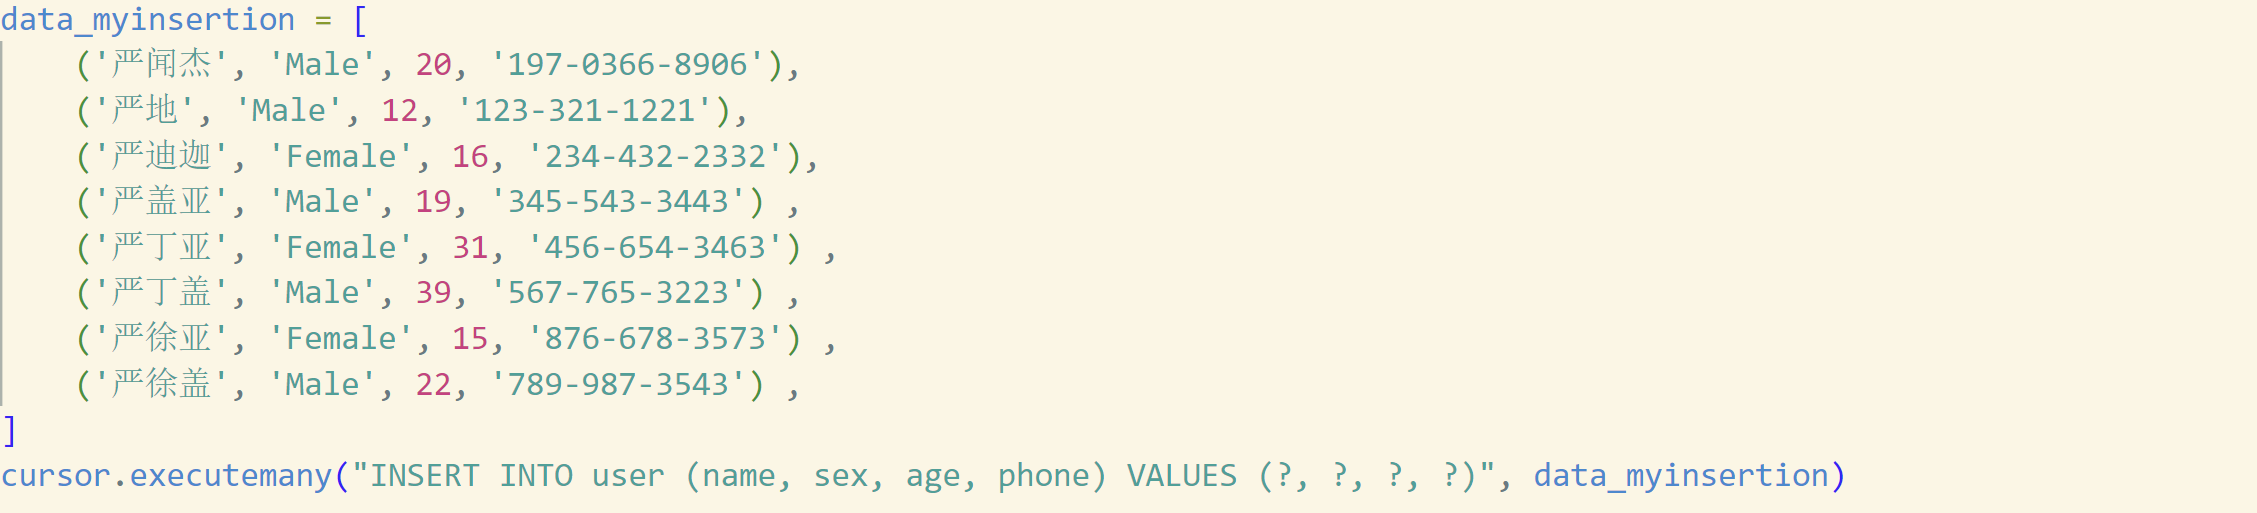 data_myinsertion = [
    ('严闻杰', 'Male', 20, '197-0366-8906'),
    ('严地', 'Male', 12, '123-321-1221'),
    ('严迪迦', 'Female', 16, '234-432-2332'),
    ('严盖亚', 'Male', 19, '345-543-3443') ,
    ('严丁亚', 'Female', 31, '456-654-3463') ,
    ('严丁盖', 'Male', 39, '567-765-3223') ,
    ('严徐亚', 'Female', 15, '876-678-3573') ,
    ('严徐盖', 'Male', 22, '789-987-3543') ,
]
cursor.executemany("INSERT INTO user (name, sex, age, phone) VALUES (?, ?, ?, ?)", data_myinsertion)